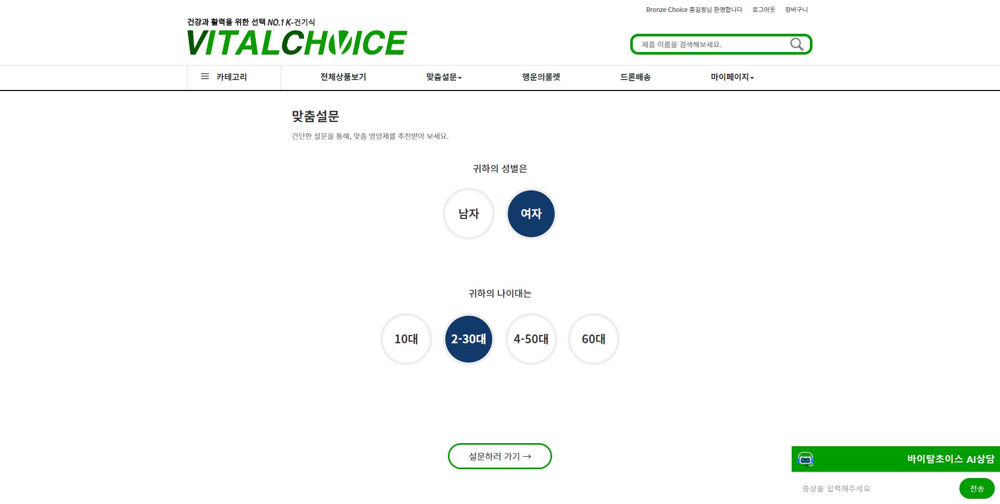 Bronze Choice 홍길동님 환영합니다 로그아웃 장바구니
건강과 활력을 위한 선택 NO.1 K-건기식
VITALCHOICE
제품 이름을 검색해보세요.
카테고리 전체상품보기 맞춤설문 행운의룰렛 드론배송 마이페이지
맞춤설문
간단한 설문을 통해, 맞춤 영양제를 추천받아 보세요.
귀하의 성별은
남자 여자
귀하의 나이대는
10대 2-30대 4-50대 60대
설문하러 가기 →
바이탈초이스 AI상담
증상을 입력해주세요 전송